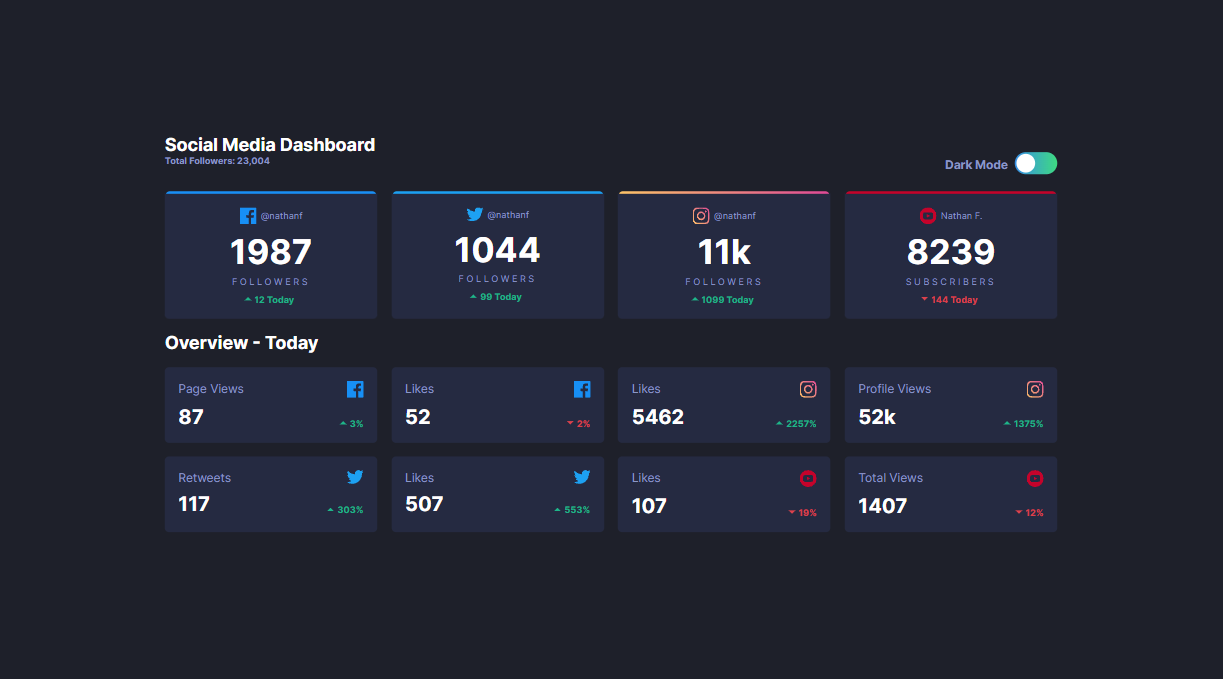 Social Media Dashboard
Total Followers: 23,004
Dark Mode
@nathanf
1987
FOLLOWERS
12 Today
@nathanf
1044
FOLLOWERS
99 Today
@nathanf
11k
FOLLOWERS
1099 Today
Nathan F.
8239
SUBSCRIBERS
144 Today
Overview - Today
Page Views
87
3%
Likes
52
2%
Likes
5462
2257%
Profile Views
52k
1375%
Retweets
117
303%
Likes
507
553%
Likes
107
19%
Total Views
1407
12%